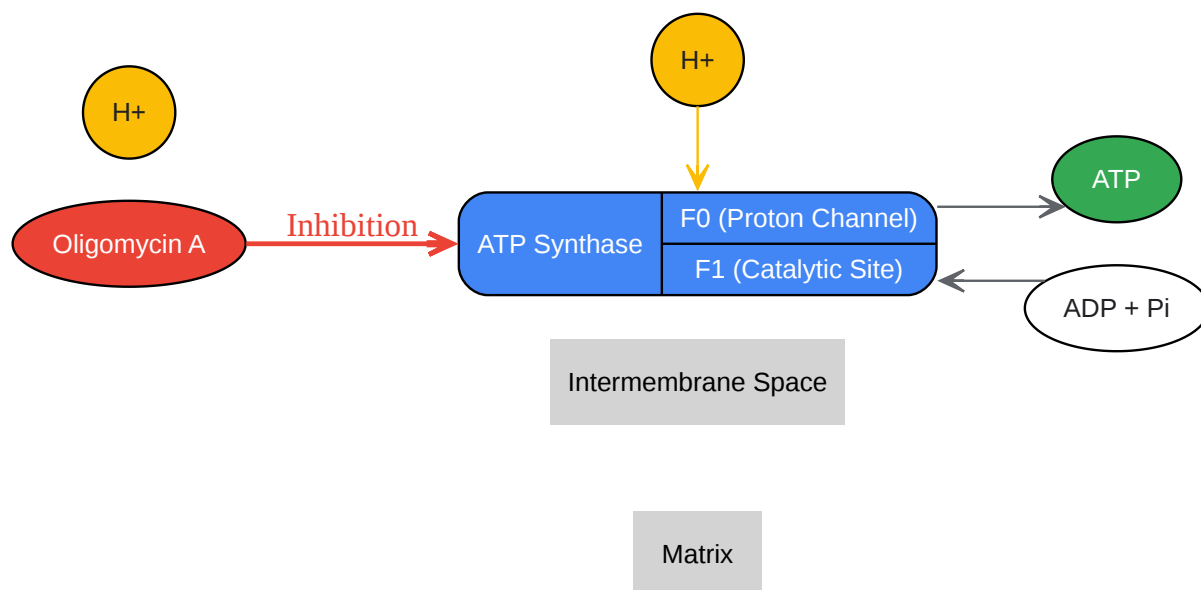 H+
H+
Oligomycin A
Inhibition
ATP Synthase
F0 (Proton Channel)
F1 (Catalytic Site)
ATP
ADP + Pi
Intermembrane Space
Matrix